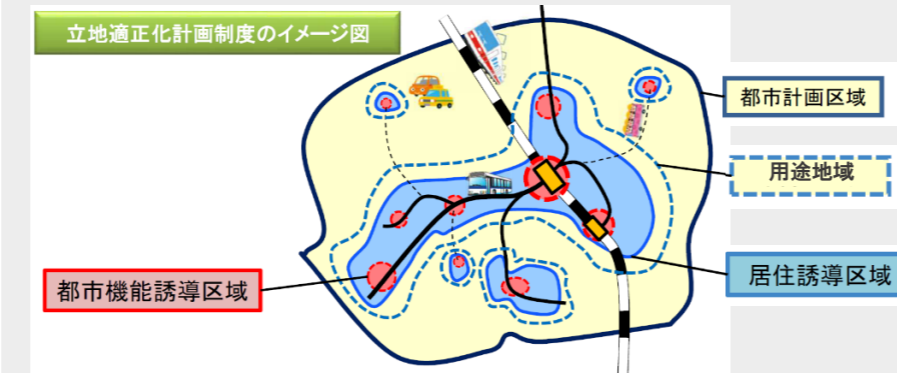 立地適正化計画制度のイメージ図
都市計画区域
用途地域
都市機能誘導区域
居住誘導区域